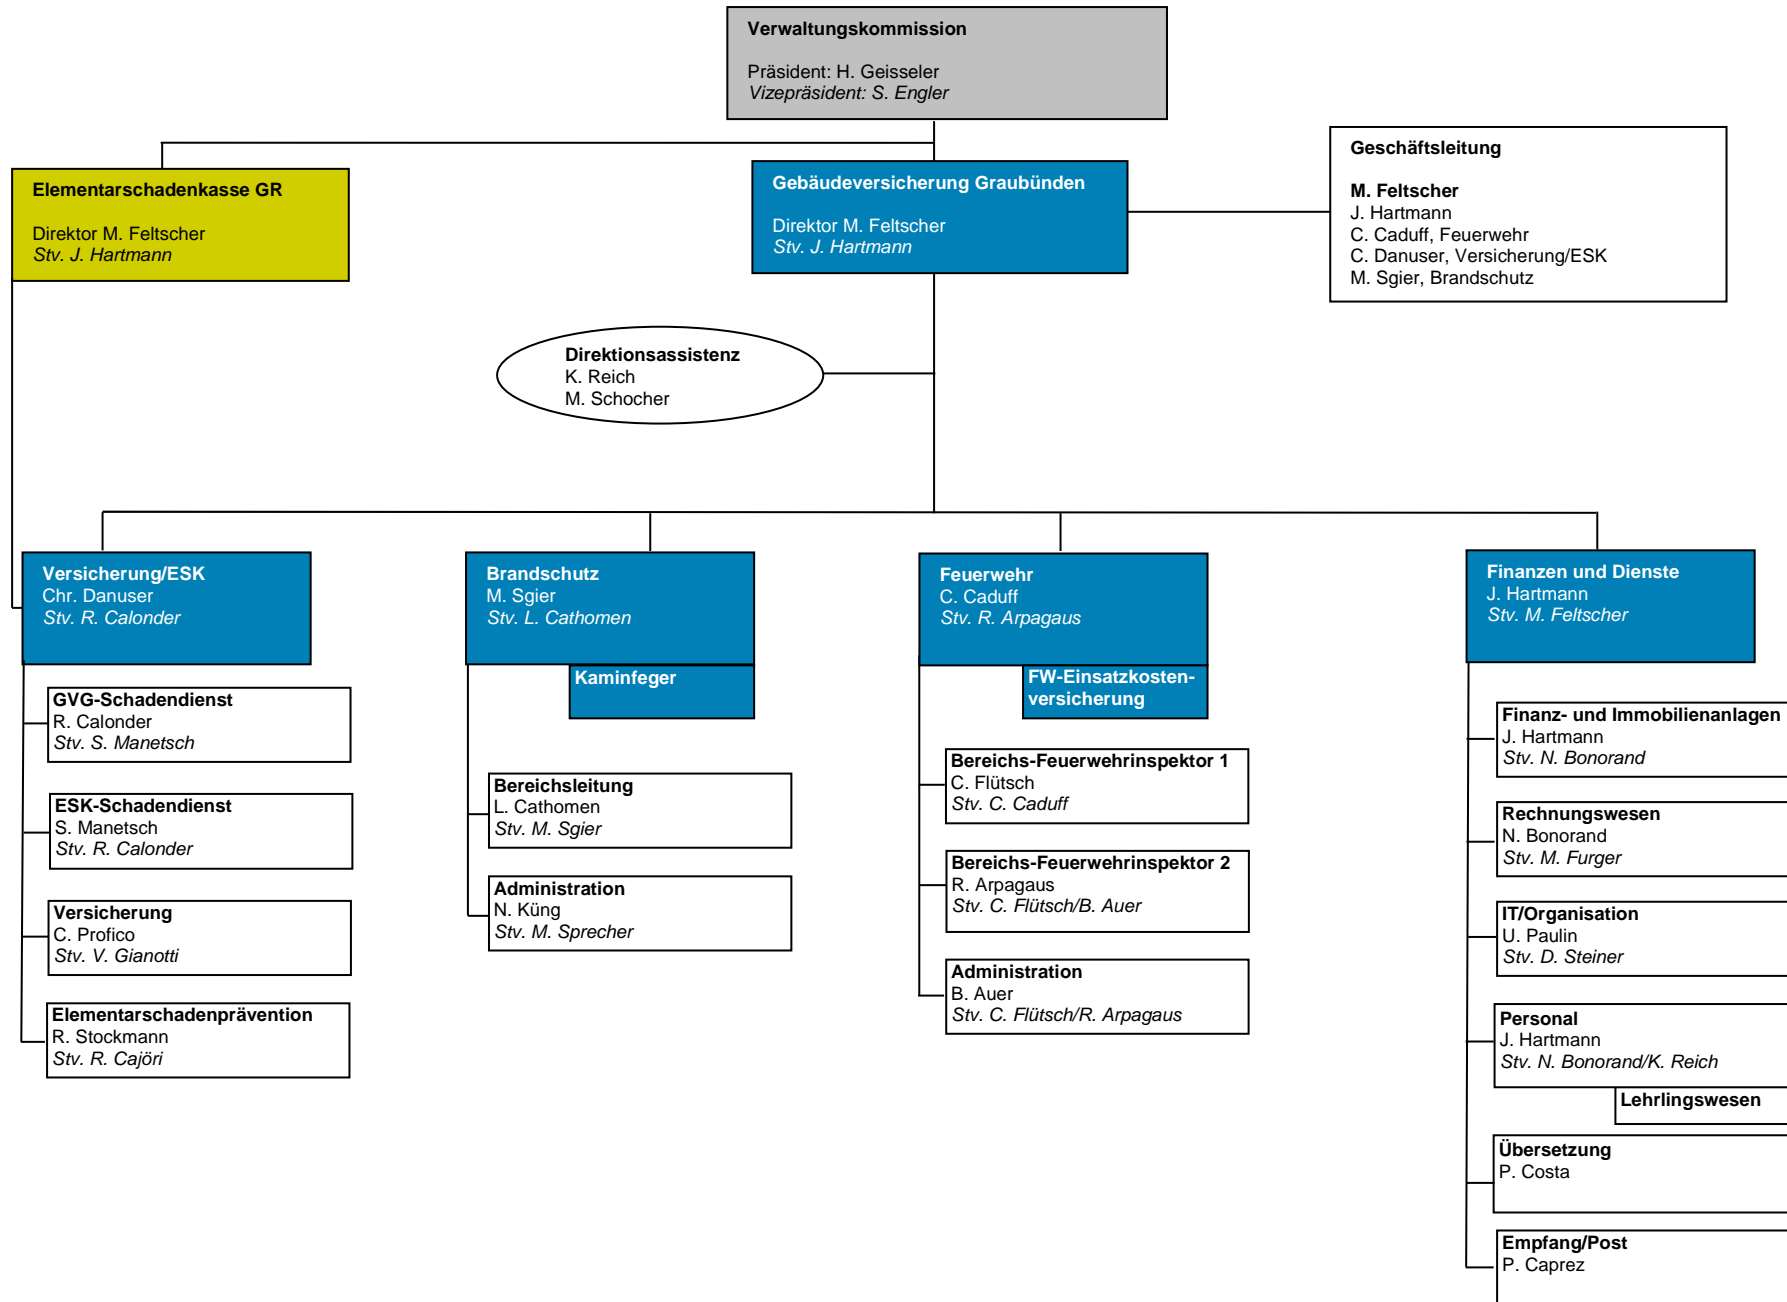 Verwaltungskommission
Präsident: H. Geisseler
Vizepräsident: S. Engler
Elementarschadenkasse GR
Direktor M. Feltscher
Stv. J. Hartmann
Gebäudeversicherung Graubünden
Direktor M. Feltscher
Stv. J. Hartmann
Geschäftsleitung
M. Feltscher
J. Hartmann
C. Caduff, Feuerwehr
C. Danuser, Versicherung/ESK
M. Sgier, Brandschutz
Direktionsassistenz
K. Reich
M. Schocher
Versicherung/ESK
Chr. Danuser
Stv. R. Calonder
GVG-Schadendienst
R. Calonder
Stv. S. Manetsch
ESK-Schadendienst
S. Manetsch
Stv. R. Calonder
Versicherung
C. Profico
Stv. V. Gianotti
Elementarschadenprävention
R. Stockmann
Stv. R. Cajöri
Brandschutz
M. Sgier
Stv. L. Cathomen
Kaminfeger
Bereichsleitung
L. Cathomen
Stv. M. Sgier
Administration
N. Küng
Stv. M. Sprecher
Feuerwehr
C. Caduff
Stv. R. Arpagaus
FW-Einsatzkosten-
versicherung
Bereichs-Feuerwehrinspektor 1
C. Flütsch
Stv. C. Caduff
Bereichs-Feuerwehrinspektor 2
R. Arpagaus
Stv. C. Flütsch/B. Auer
Administration
B. Auer
Stv. C. Flütsch/R. Arpagaus
Finanzen und Dienste
J. Hartmann
Stv. M. Feltscher
Finanz- und Immobilienanlagen
J. Hartmann
Stv. N. Bonorand
Rechnungswesen
N. Bonorand
Stv. M. Furger
IT/Organisation
U. Paulin
Stv. D. Steiner
Personal
J. Hartmann
Stv. N. Bonorand/K. Reich
Lehrlingswesen
Übersetzung
P. Costa
Empfang/Post
P. Caprez